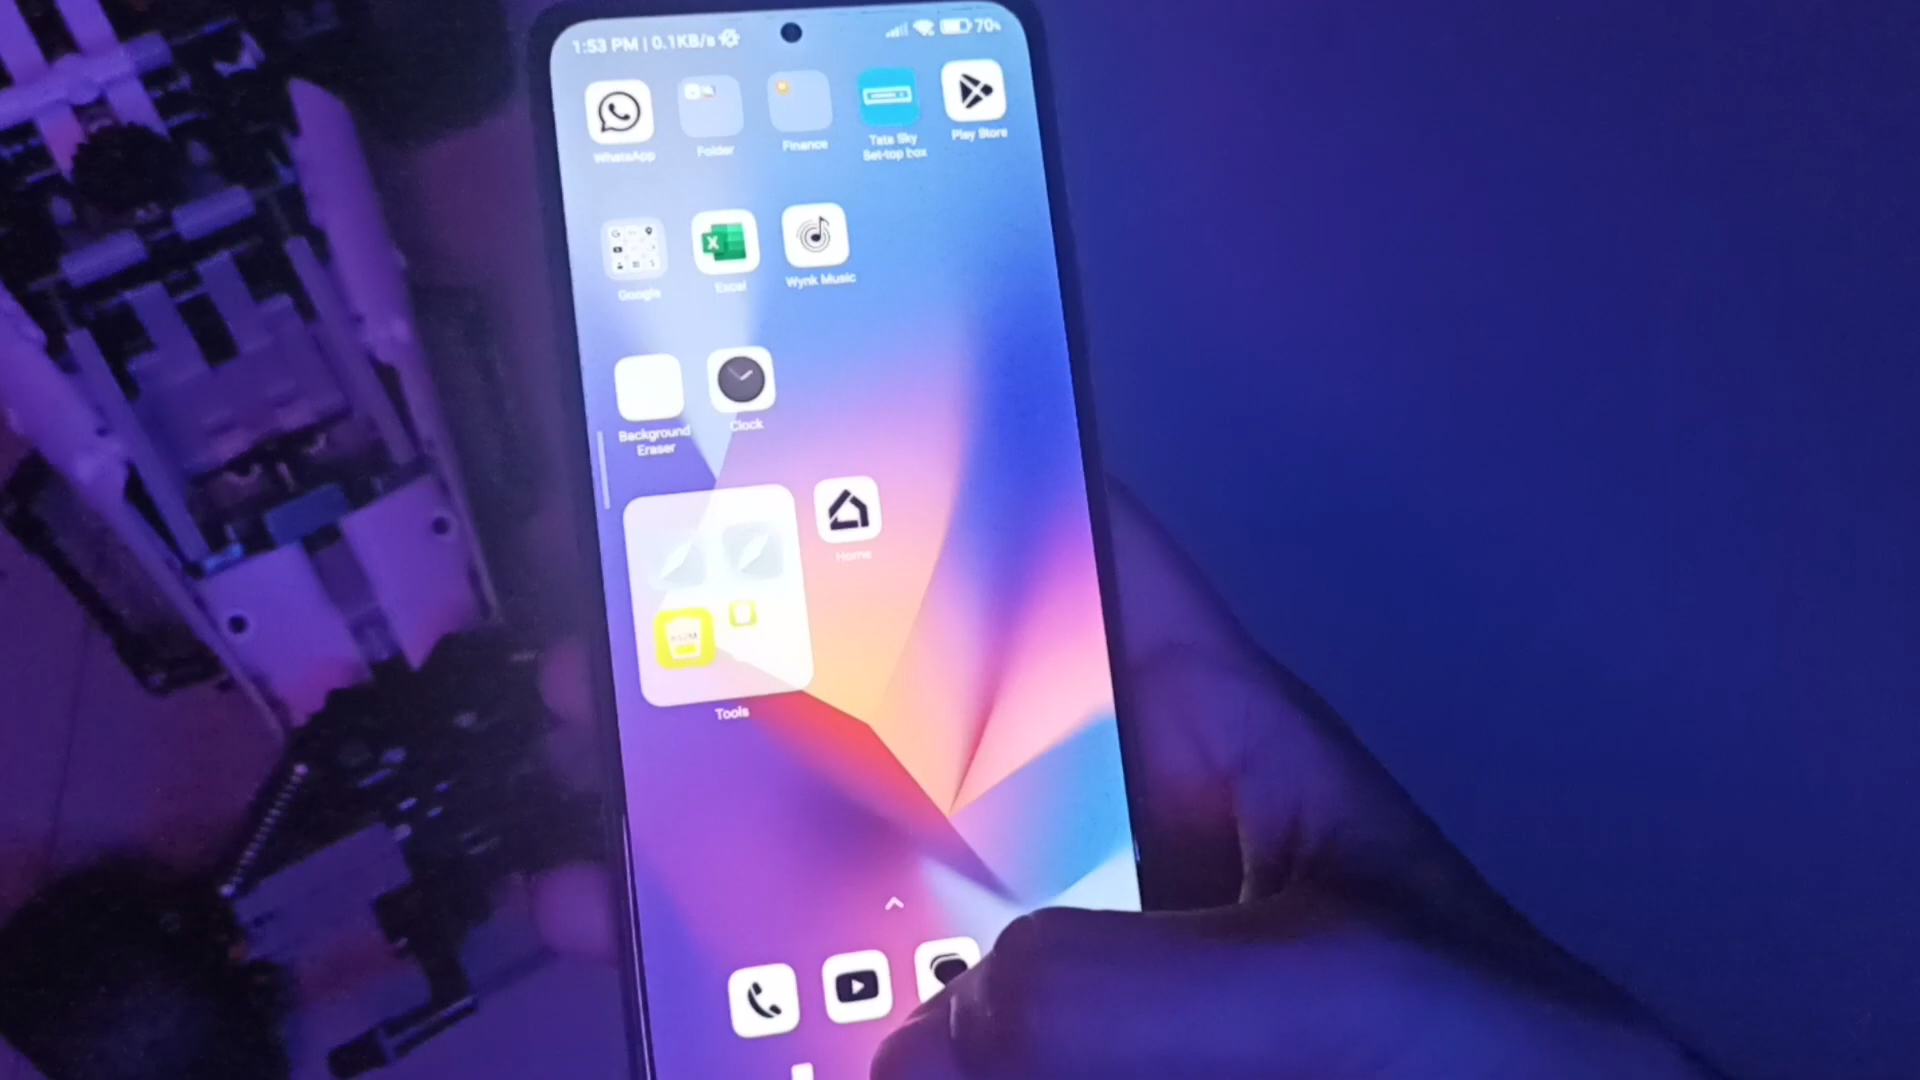 1:53 PM | 0.1KB/s
70%
WhatsApp
Folder
Finance
Tata Sky
Set-top box
Play Store
Google
Excel
Wynk Music
Background
Eraser
Clock
Home
Tools